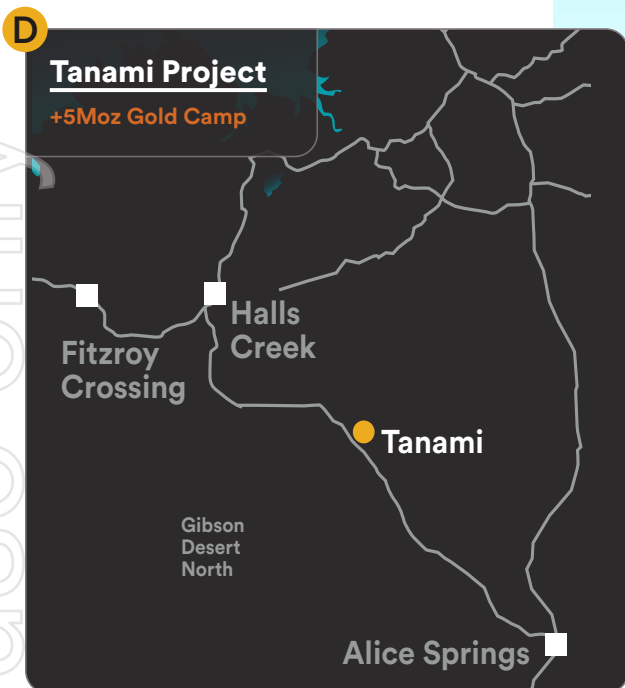 D
Tanami Project
+5Moz Gold Camp
Halls
Creek
Fitzroy
Crossing
Tanami
Gibson
Desert
North
Alice Springs